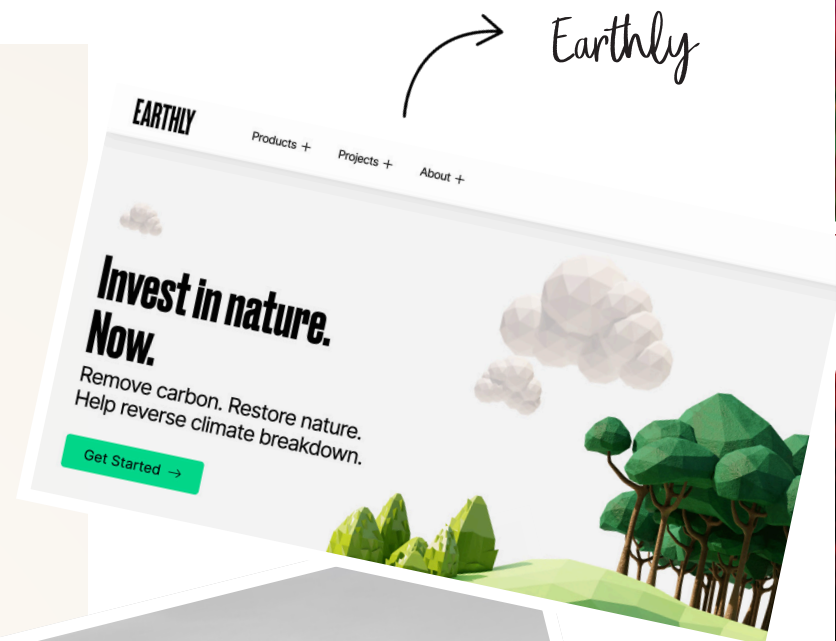 Earthly
EARTHLY
Products +
Projects +
About +
Invest in nature.
Now.
Remove carbon. Restore nature.
Help reverse climate breakdown.
Get Started →